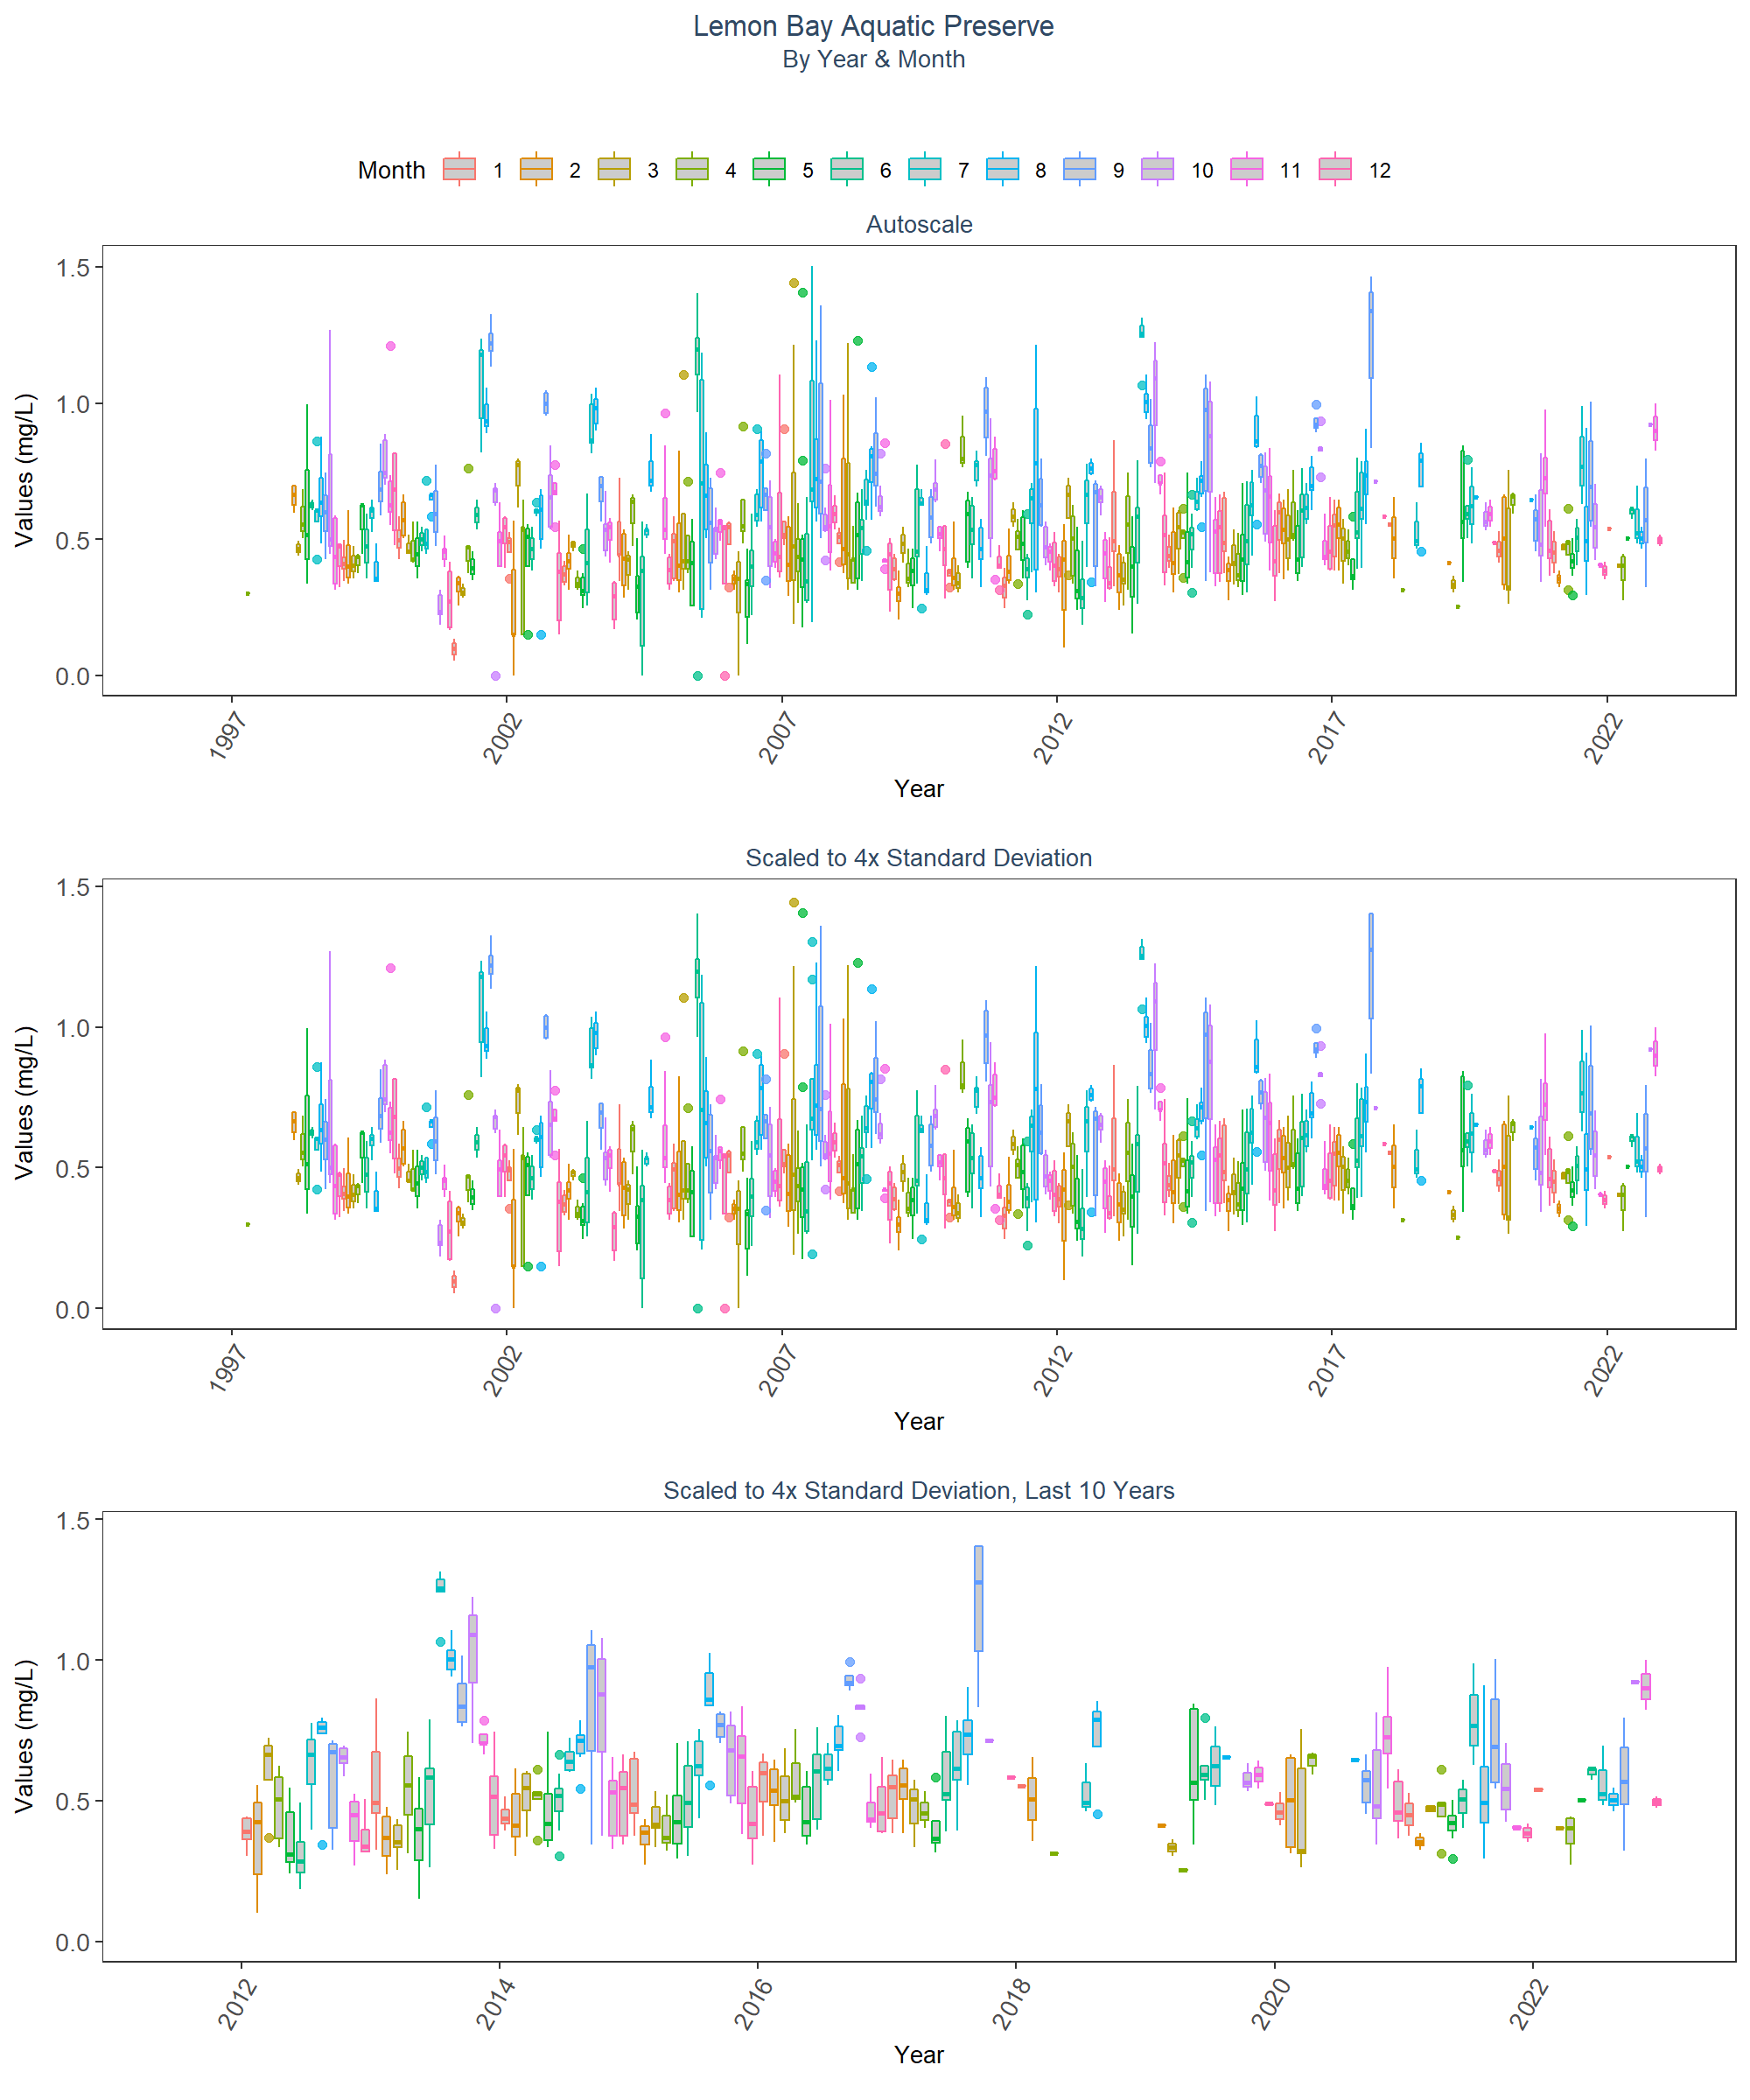 Lemon Bay Aquatic Preserve
By Year & Month
Month 1 2 3 4 5 6 7 8 9 10 11 12
Autoscale
1.5
1.0
0.5
0.0
Values (mg/L)
1997 2002 2007 2012 2017 2022
Year
Scaled to 4x Standard Deviation
1.5
1.0
0.5
0.0
Values (mg/L)
1997 2002 2007 2012 2017 2022
Year
Scaled to 4x Standard Deviation, Last 10 Years
1.5
1.0
0.5
0.0
Values (mg/L)
2012 2014 2016 2018 2020 2022
Year